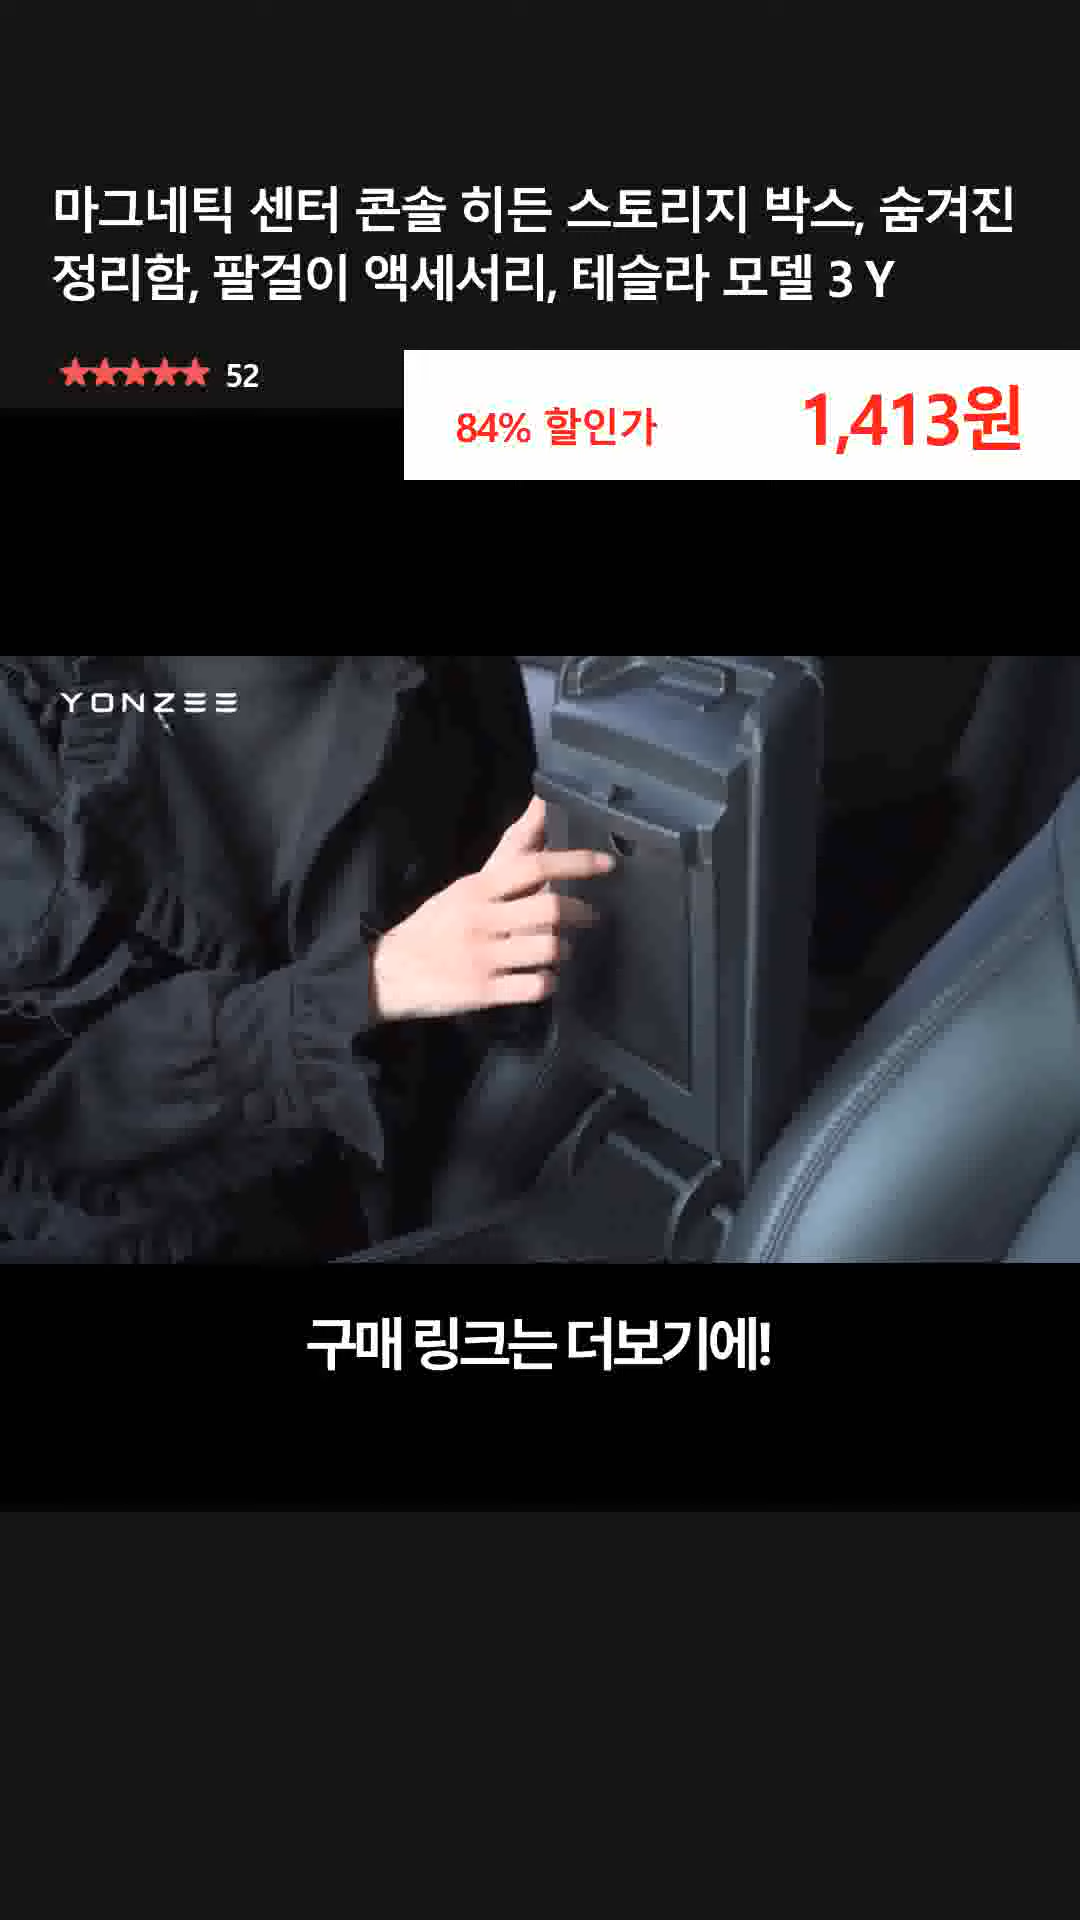 마그네틱 센터 콘솔 히든 스토리지 박스, 숨겨진
정리함, 팔걸이 액세서리, 테슬라 모델 3 Y
52
84% 할인가
1,413원
YONZEE
구매 링크는 더보기에!